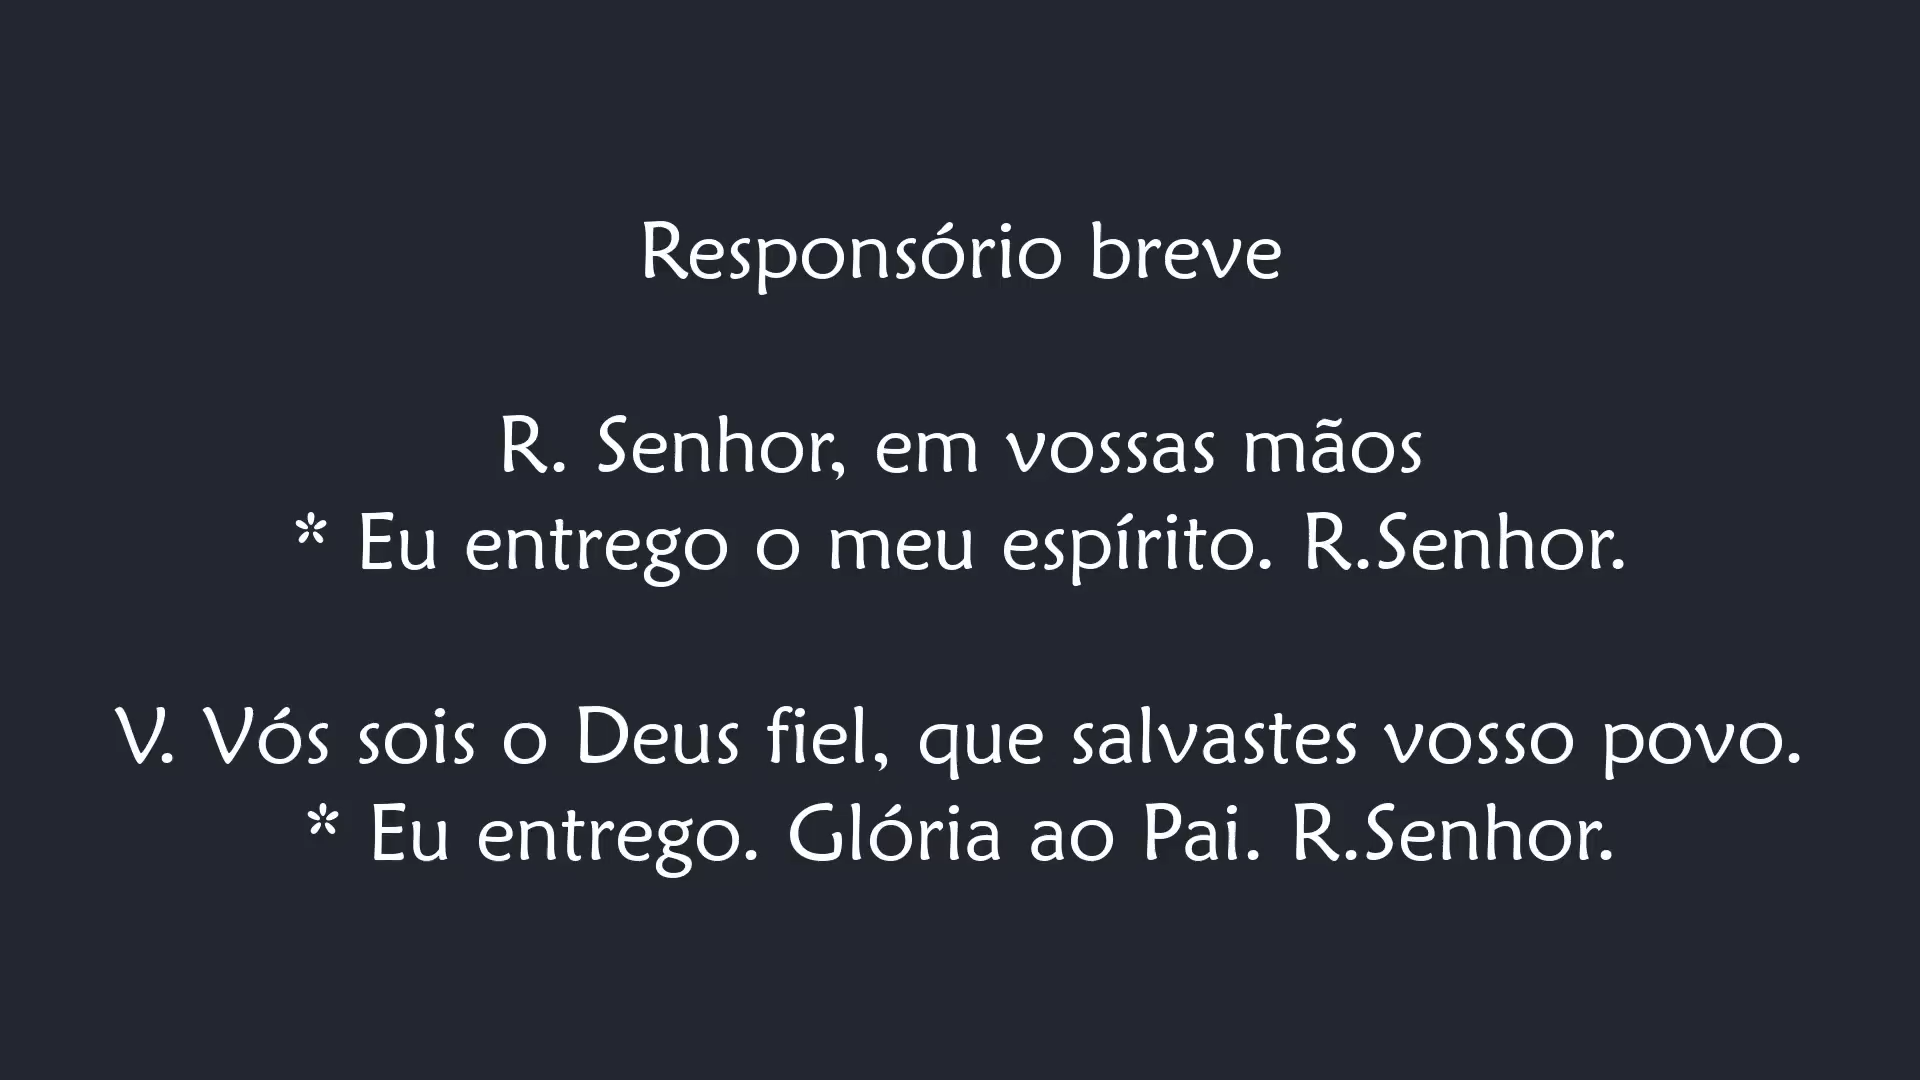 Responsório breve
R. Senhor, em vossas mãos
* Eu entrego o meu espírito. R.Senhor.
V. Vós sois o Deus fiel, que salvastes vosso povo.
* Eu entrego. Glória ao Pai. R.Senhor.